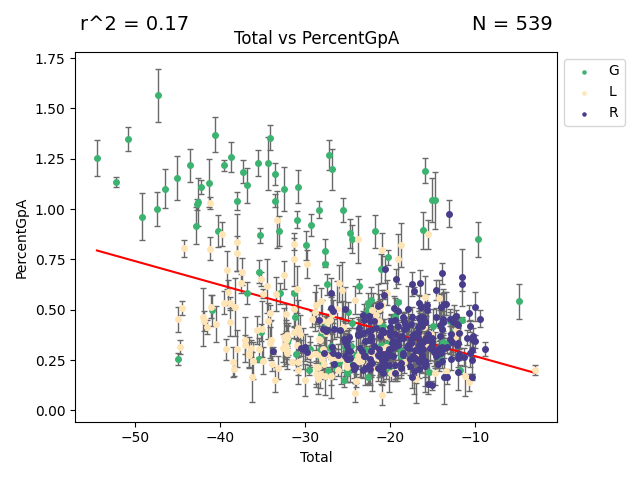 r^2 = 0.17
N = 539
Total vs PercentGpA
1.75
1.50
1.25
1.00
0.75
0.50
0.25
0.00
PercentGpA
G
L
R
−50
−40
−30
−20
−10
Total